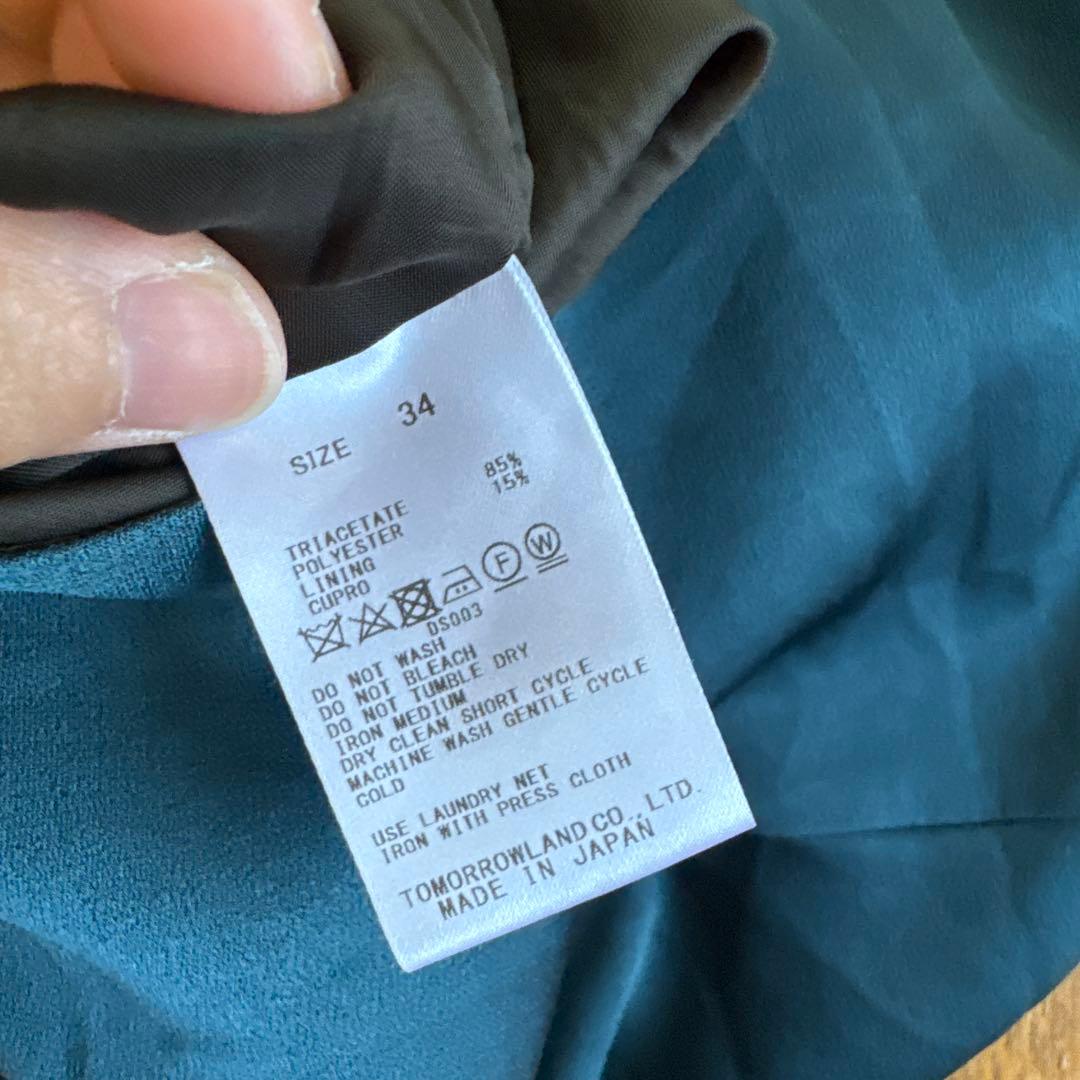 SIZE 34
TRIACETATE 85%
POLYESTER 15%
LINING
CUPRO
F W
DS003
DO NOT WASH
DO NOT BLEACH
DO NOT TUMBLE DRY
IRON MEDIUM
DRY CLEAN SHORT CYCLE
MACHINE WASH GENTLE CYCLE
COLD
USE LAUNDRY NET
IRON WITH PRESS CLOTH
TOMORROWLAND CO., LTD.
MADE IN JAPAN